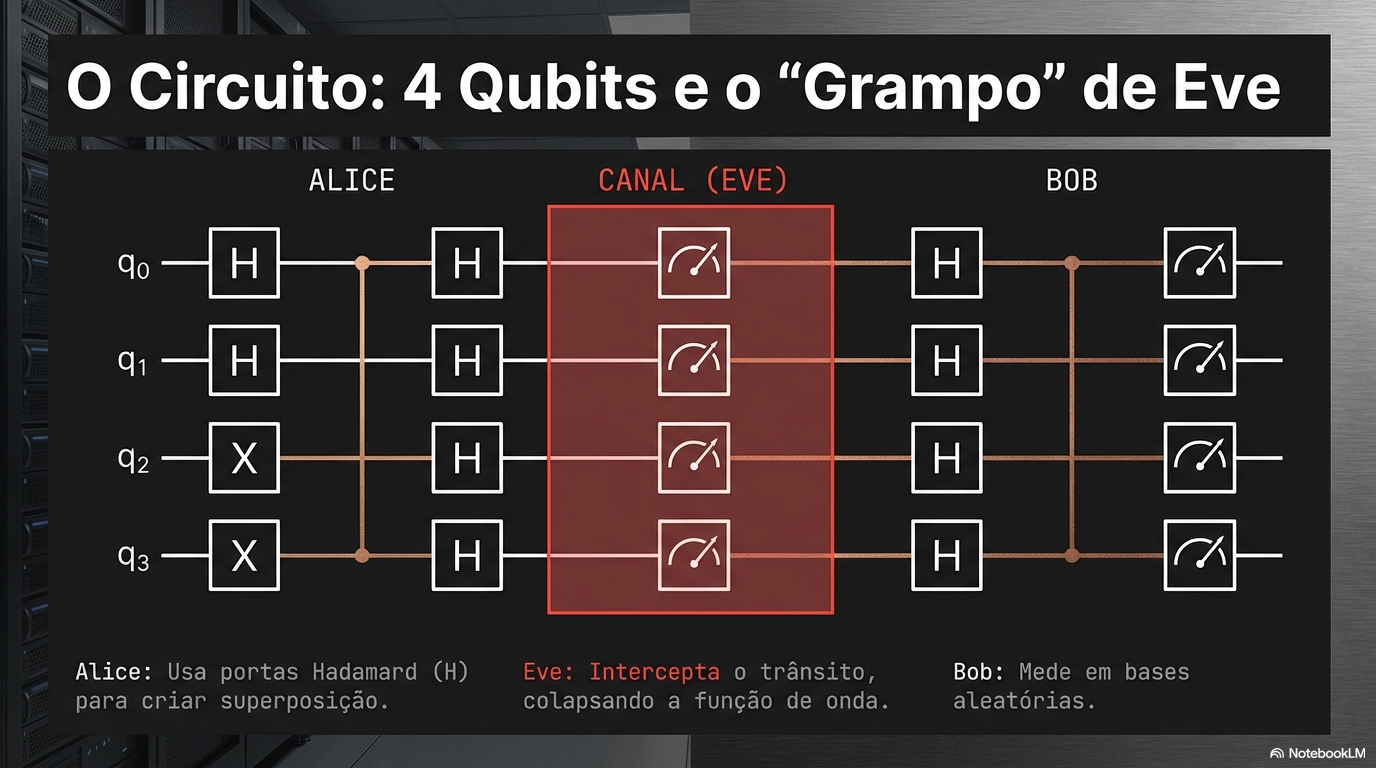 O Circuito: 4 Qubits e o “Grampo” de Eve
ALICE
CANAL (EVE)
BOB
q₀ H H H
q₁ H H H
q₂ X H H
q₃ X H H
Alice: Usa portas Hadamard (H)
para criar superposição.
Eve: Intercepta o trânsito,
colapsando a função de onda.
Bob: Mede em bases
aleatórias.
NotebookLM